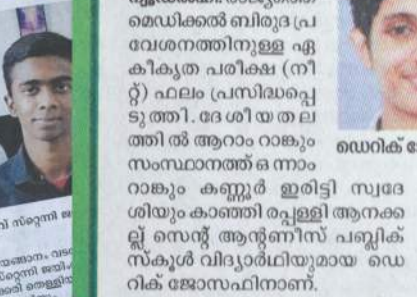 മെഡിക്കൽ ബിരുദ പ്ര
വേശനത്തിനുള്ള ഏ
കീകൃത പരീക്ഷ (നീ
റ്റ്) ഫലം പ്രസിദ്ധപ്പെ
ടുത്തി. ദേശീയ തല
ത്തിൽ ആറാം റാങ്കും
സംസ്ഥാനത്ത് ഒന്നാം
റാങ്കും കണ്ണൂർ ഇരിട്ടി സ്വദേ
ശിയും കാഞ്ഞിരപ്പള്ളി ആനക്ക
ല്ല് സെന്റ് ആന്റണീസ് പബ്ലിക്
സ്കൂൾ വിദ്യാർഥിയുമായ ഡെ
റിക് ജോസഫിനാണ്.
ഡെറിക്
സ്റ്റെന്നി